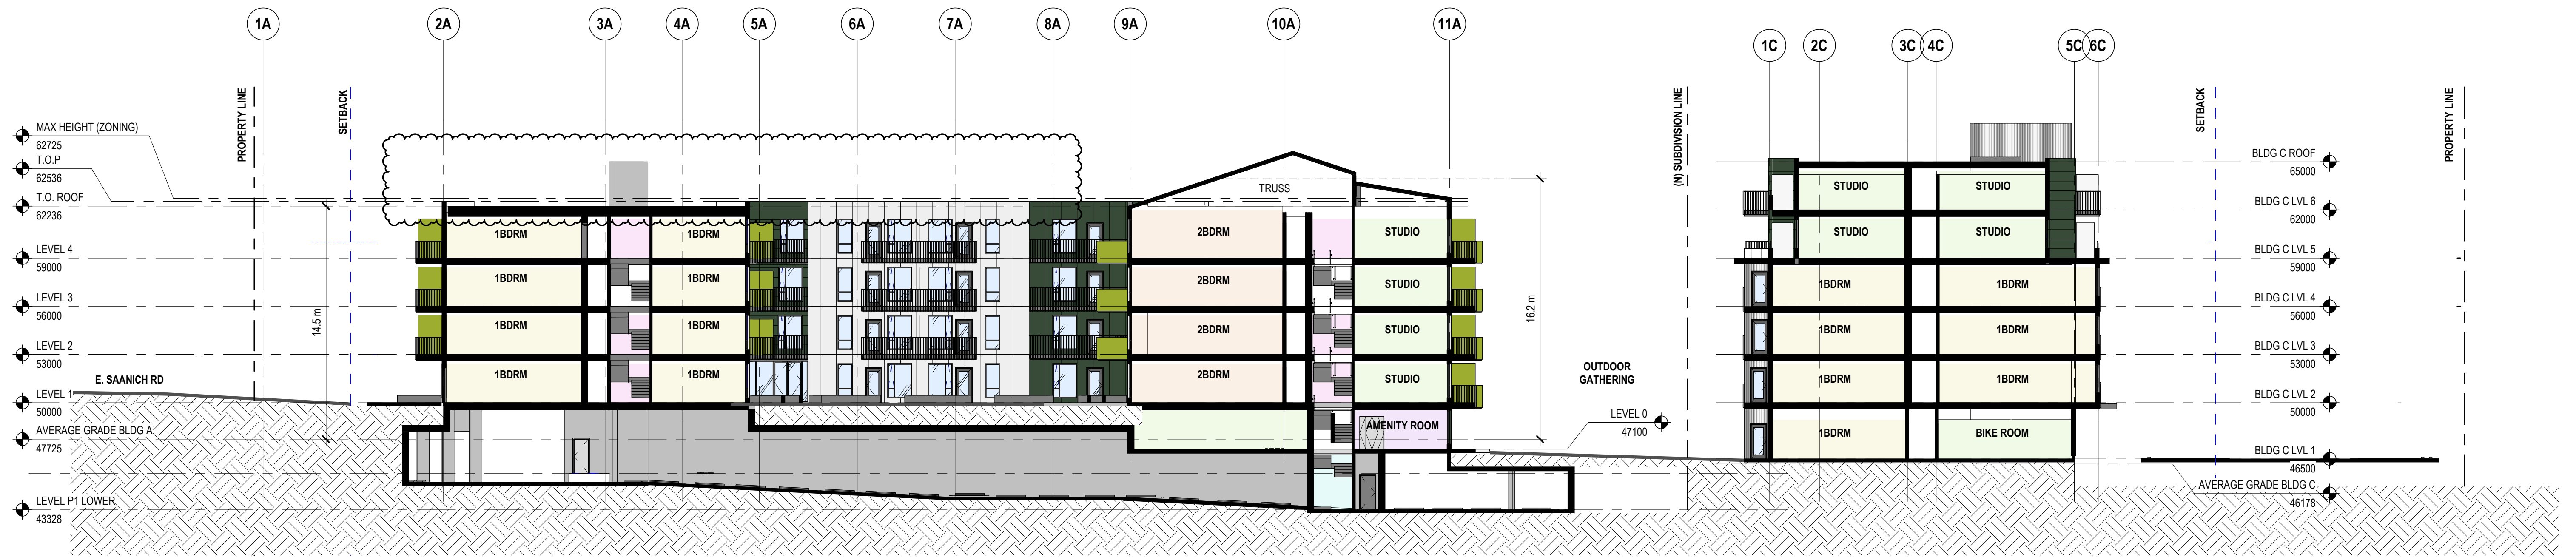 1A 2A 3A 4A 5A 6A 7A 8A 9A 10A 11A
1C 2C 3C 4C 5C 6C
PROPERTY LINE
SETBACK
(N) SUBDIVISION LINE
SETBACK
PROPERTY LINE
MAX HEIGHT (ZONING)
62725
T.O.P
62536
T.O. ROOF
62236
LEVEL 4
59000
LEVEL 3
56000
LEVEL 2
53000
E. SAANICH RD
LEVEL 1
50000
AVERAGE GRADE BLDG A
47725
LEVEL P1 LOWER
43328
14.5 m
TRUSS
1BDRM 1BDRM 2BDRM STUDIO
1BDRM 1BDRM 2BDRM STUDIO
1BDRM 1BDRM 2BDRM STUDIO
1BDRM 1BDRM 2BDRM STUDIO
AMENITY ROOM
16.2 m
OUTDOOR
GATHERING
LEVEL 0
47100
STUDIO STUDIO
STUDIO STUDIO
1BDRM 1BDRM
1BDRM 1BDRM
1BDRM 1BDRM
1BDRM BIKE ROOM
BLDG C ROOF
65000
BLDG C LVL 6
62000
BLDG C LVL 5
59000
BLDG C LVL 4
56000
BLDG C LVL 3
53000
BLDG C LVL 2
50000
BLDG C LVL 1
46500
AVERAGE GRADE BLDG C
46178